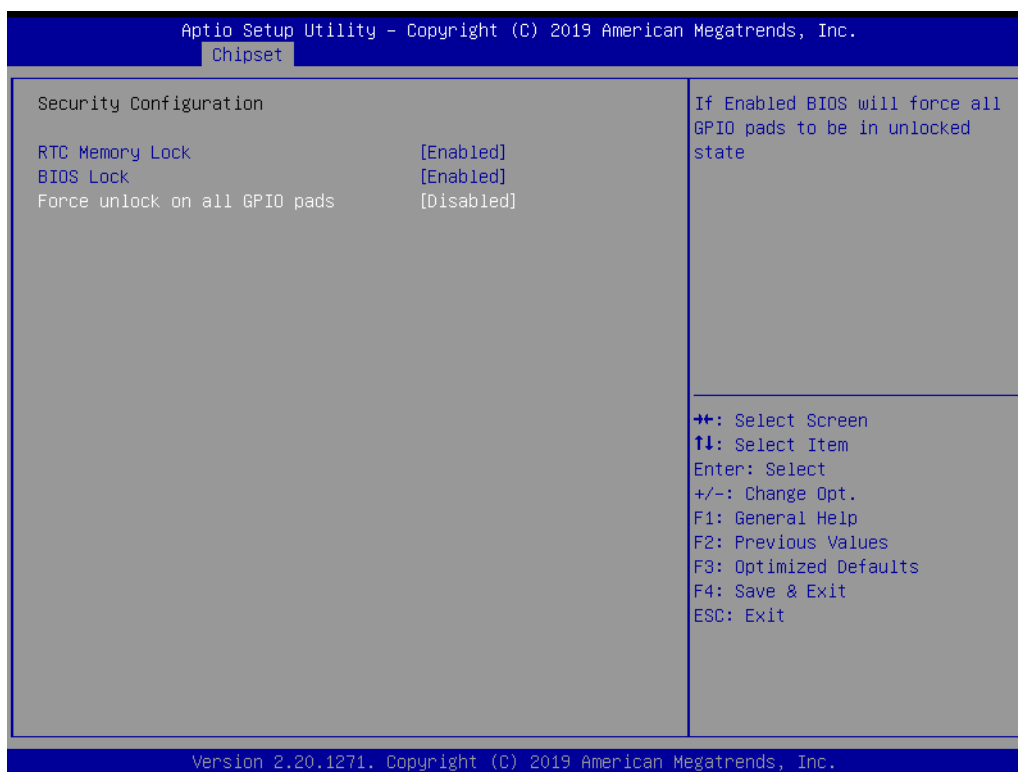 Aptio Setup Utility – Copyright (C) 2019 American Megatrends, Inc.
Chipset
Security Configuration
RTC Memory Lock [Enabled]
BIOS Lock [Enabled]
Force unlock on all GPIO pads [Disabled]
If Enabled BIOS will force all
GPIO pads to be in unlocked
state
→←: Select Screen
↑↓: Select Item
Enter: Select
+/-: Change Opt.
F1: General Help
F2: Previous Values
F3: Optimized Defaults
F4: Save & Exit
ESC: Exit
Version 2.20.1271. Copyright (C) 2019 American Megatrends, Inc.